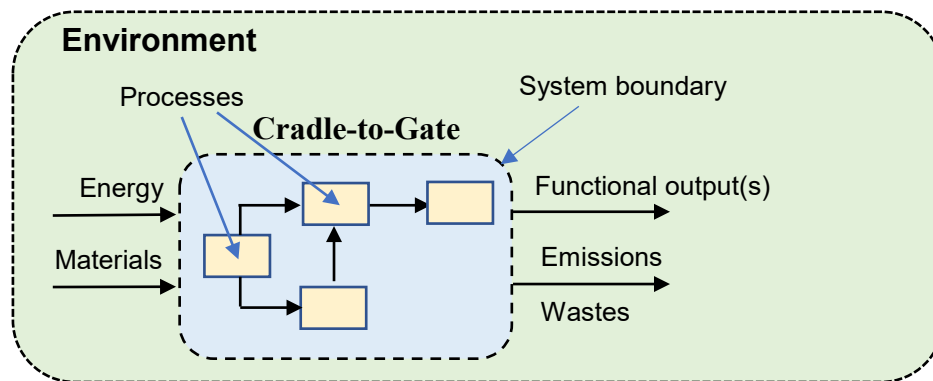 Environment
System boundary
Processes
Cradle-to-Gate
Energy
Functional output(s)
Materials
Emissions
Wastes